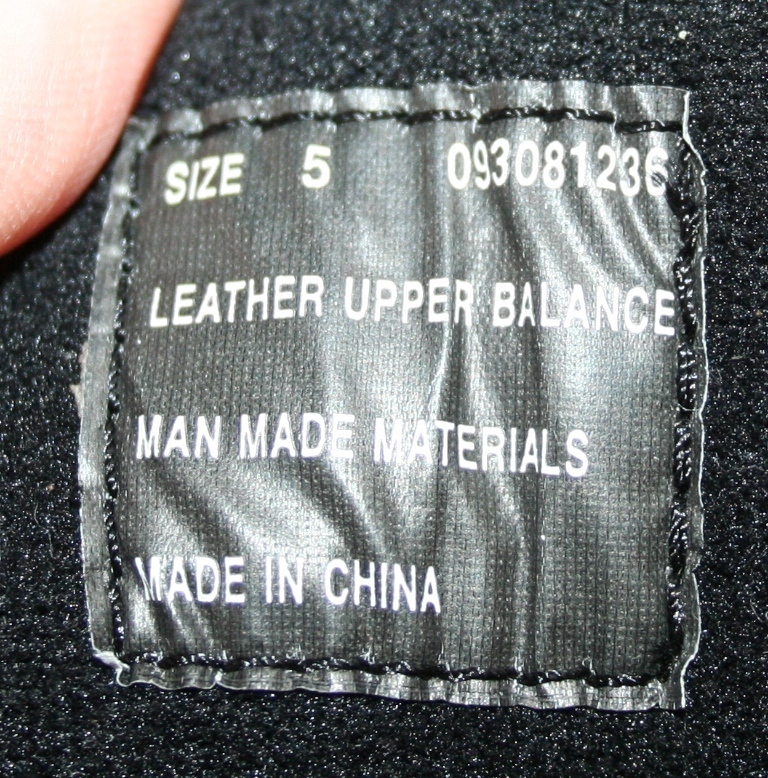 SIZE 5 093081236
LEATHER UPPER BALANCE
MAN MADE MATERIALS
MADE IN CHINA